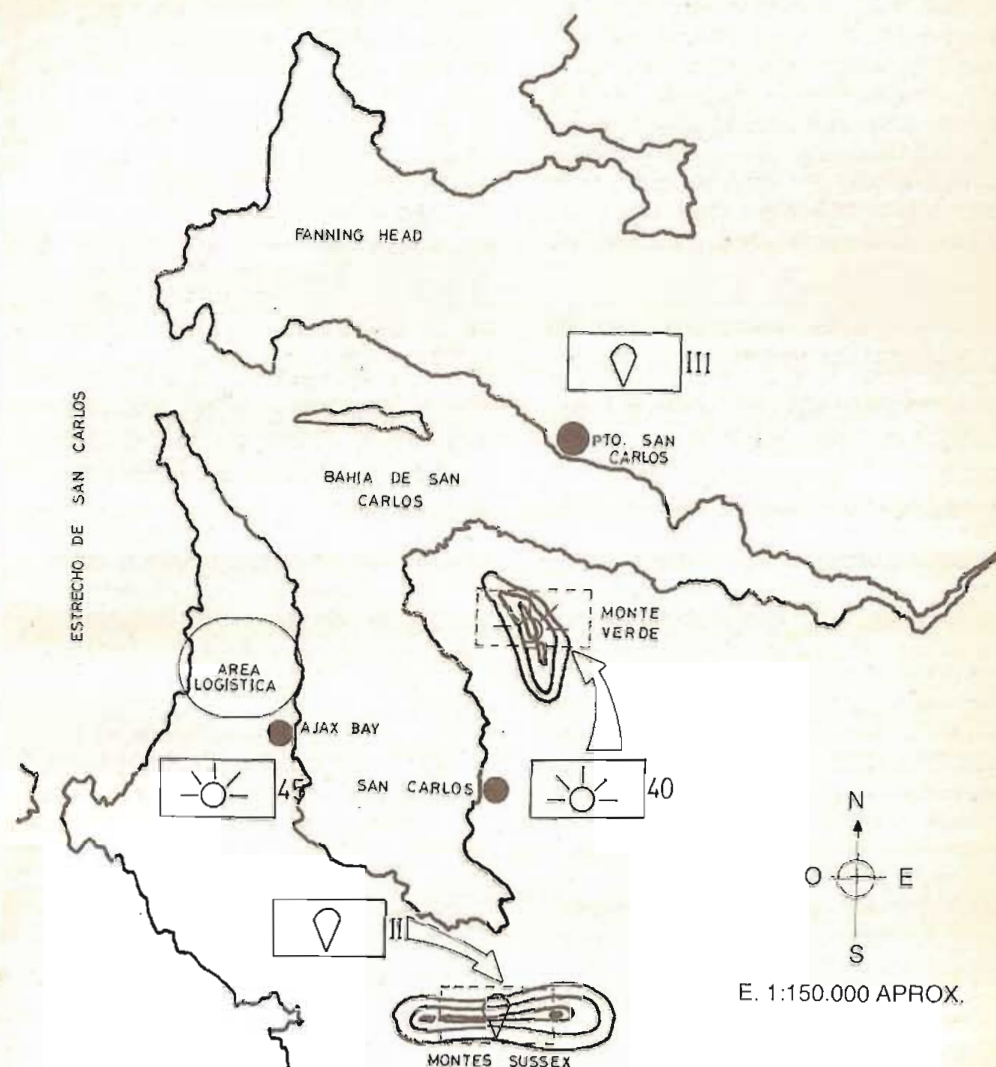 FANNING HEAD
III
ESTRECHO DE SAN CARLOS
PTO. SAN
CARLOS
BAHIA DE SAN
CARLOS
MONTE
VERDE
AREA
LOGISTICA
AJAX BAY
45
SAN CARLOS
40
N
O
E
S
II
E. 1:150.000 APROX.
MONTES SUSSEX